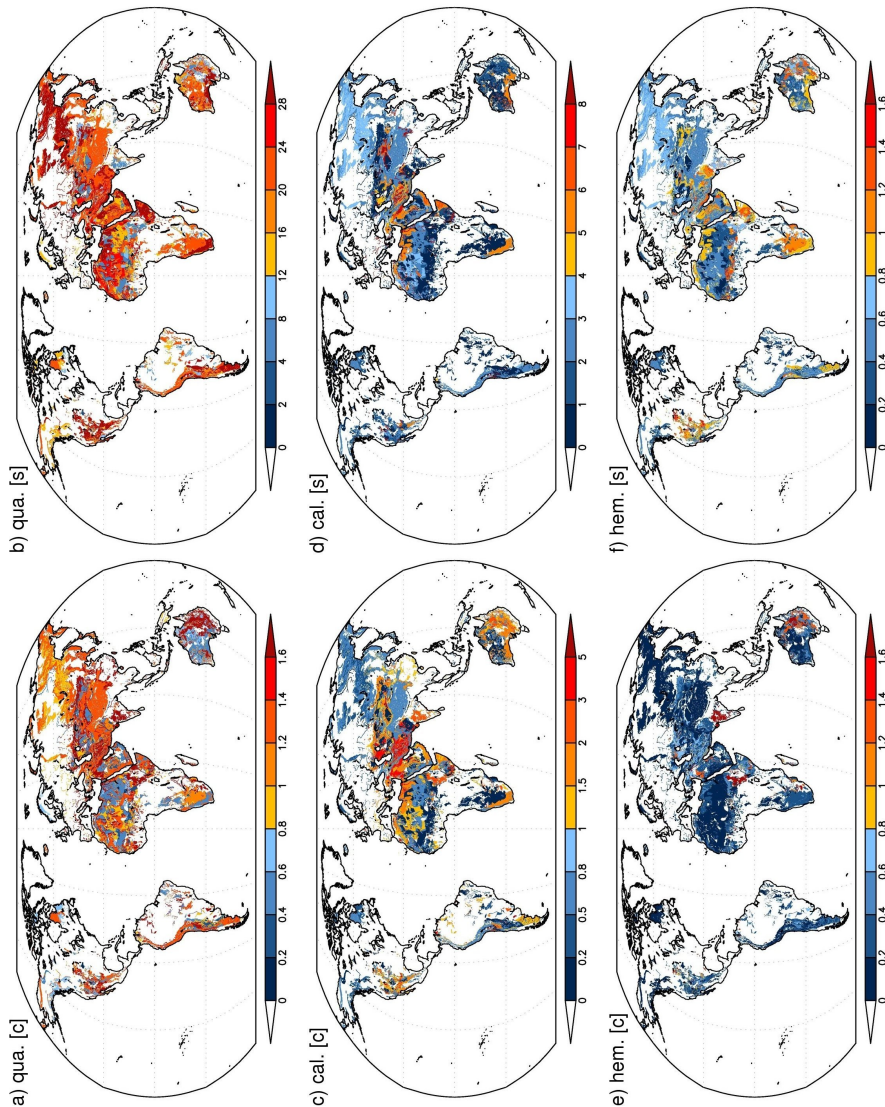 a) qua. [c]
0 0.2 0.4 0.6 0.8 1 1.2 1.4 1.6
b) qua. [s]
0 2 4 8 12 16 20 24 28
c) cal. [c]
0 0.2 0.5 1 1.5 2 3 5
d) cal. [s]
0 1 2 3 4 5 6 7 8
e) hem. [c]
0 0.2 0.4 0.6 0.8 1 1.2 1.4 1.6
f) hem. [s]
0 0.2 0.4 0.6 0.8 1 1.2 1.4 1.6